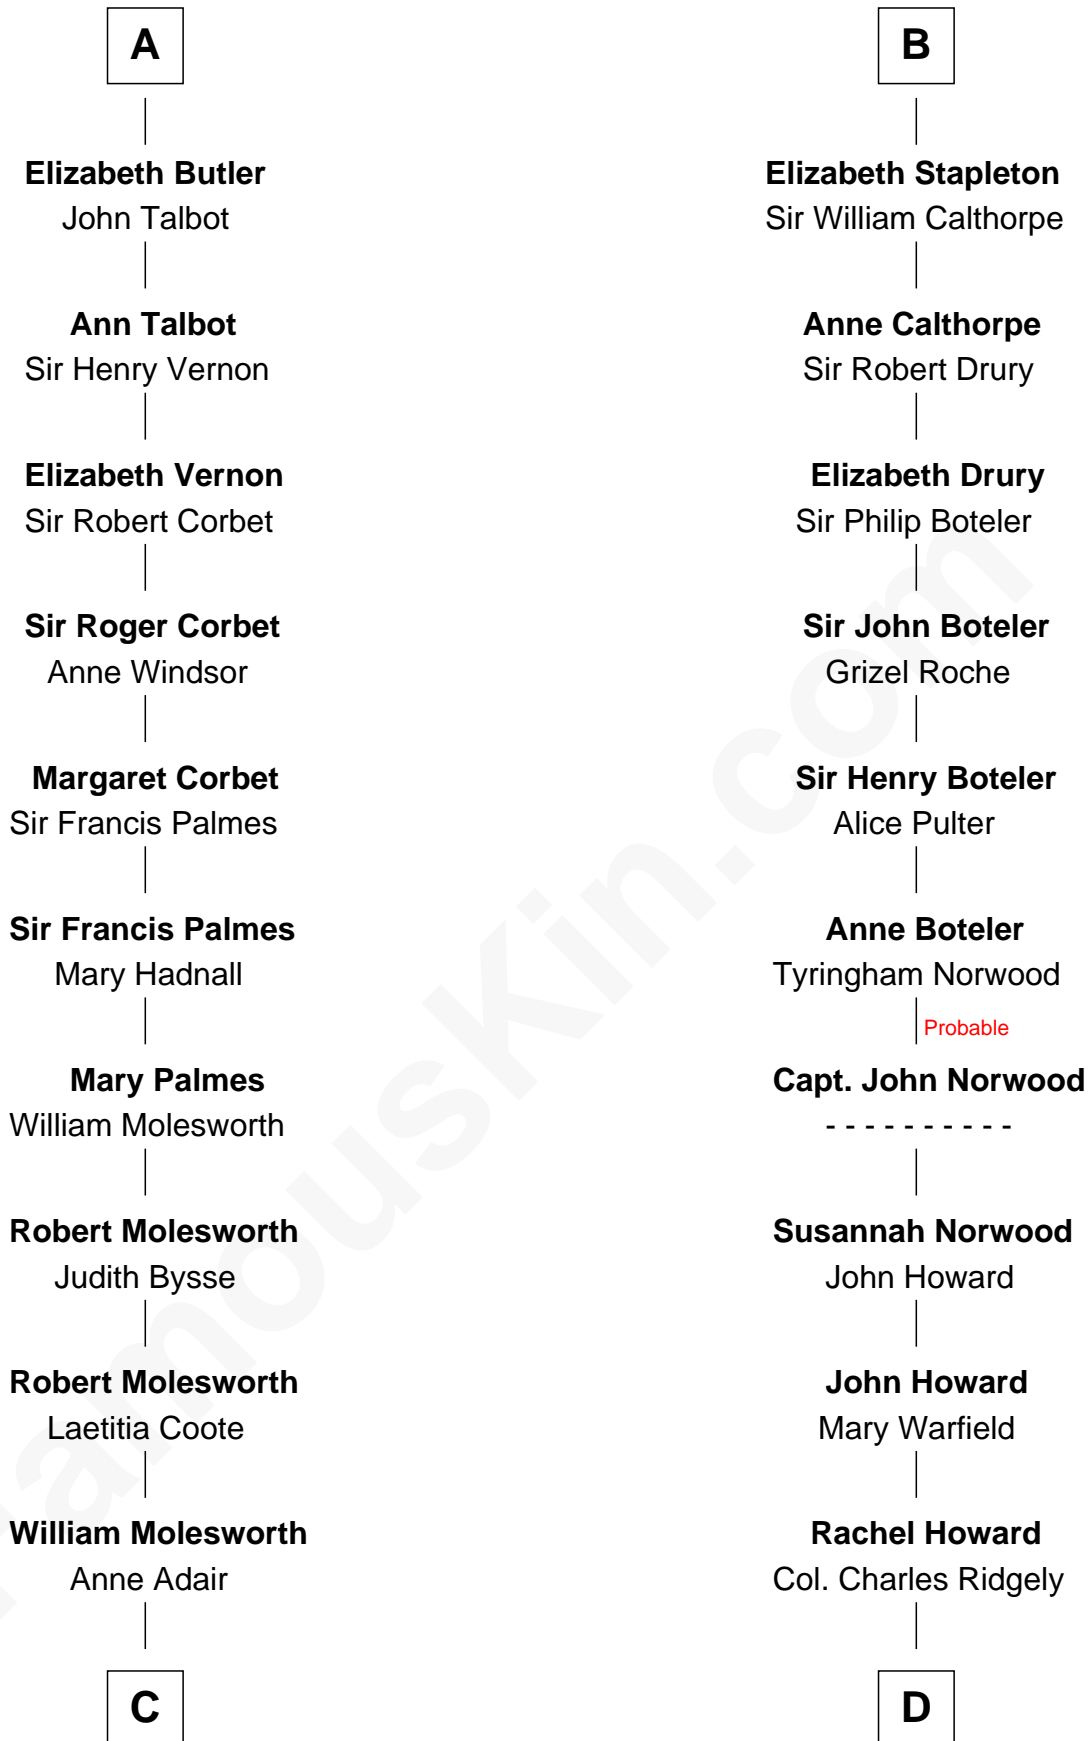 A
Elizabeth Butler
John Talbot
Ann Talbot
Sir Henry Vernon
Elizabeth Vernon
Sir Robert Corbet
Sir Roger Corbet
Anne Windsor
Margaret Corbet
Sir Francis Palmes
Sir Francis Palmes
Mary Hadnall
Mary Palmes
William Molesworth
Robert Molesworth
Judith Bysse
Robert Molesworth
Laetitia Coote
William Molesworth
Anne Adair
C
B
Elizabeth Stapleton
Sir William Calthorpe
Anne Calthorpe
Sir Robert Drury
Elizabeth Drury
Sir Philip Boteler
Sir John Boteler
Grizel Roche
Sir Henry Boteler
Alice Pulter
Anne Boteler
Tyringham Norwood
Probable
Capt. John Norwood
- - - - - - - - - -
Susannah Norwood
John Howard
John Howard
Mary Warfield
Rachel Howard
Col. Charles Ridgely
D
FamousKin.com